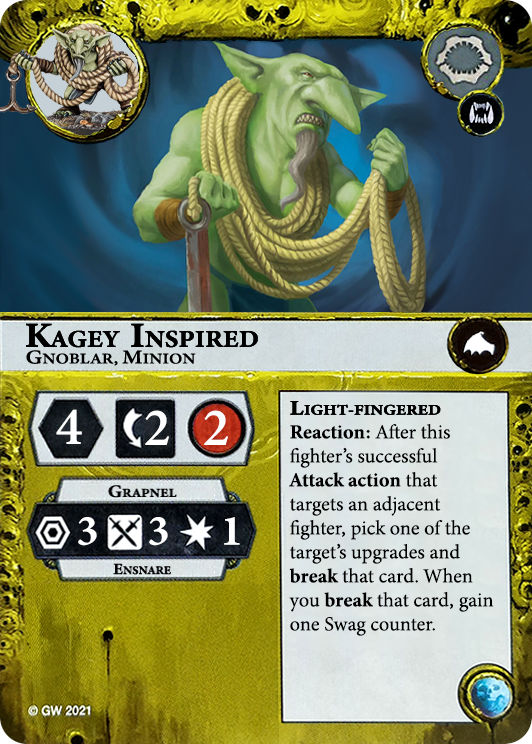 Kagey Inspired
Gnoblar, Minion
4 2 2
Grapnel
3 3 1
Ensnare
Light-fingered
Reaction: After this
fighter's successful
Attack action that
targets an adjacent
fighter, pick one of the
target's upgrades and
break that card. When
you break that card, gain
one Swag counter.
© GW 2021